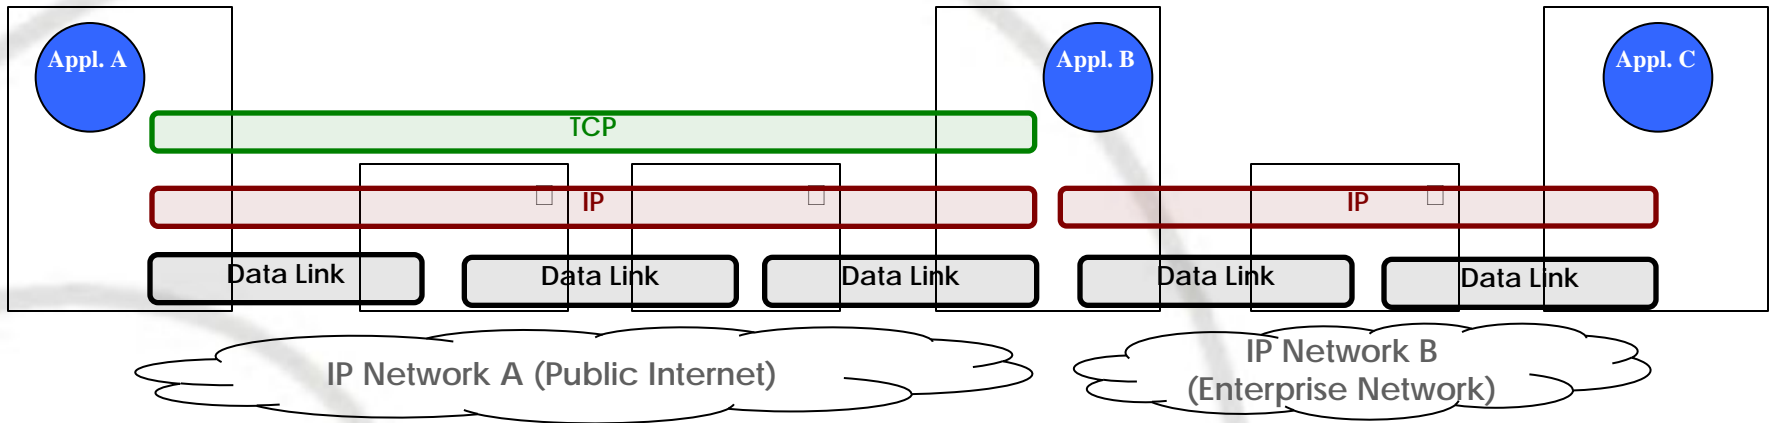 Appl. A
Appl. B
Appl. C
TCP
IP
IP
Data Link
Data Link
Data Link
Data Link
Data Link
IP Network A (Public Internet)
IP Network B
(Enterprise Network)